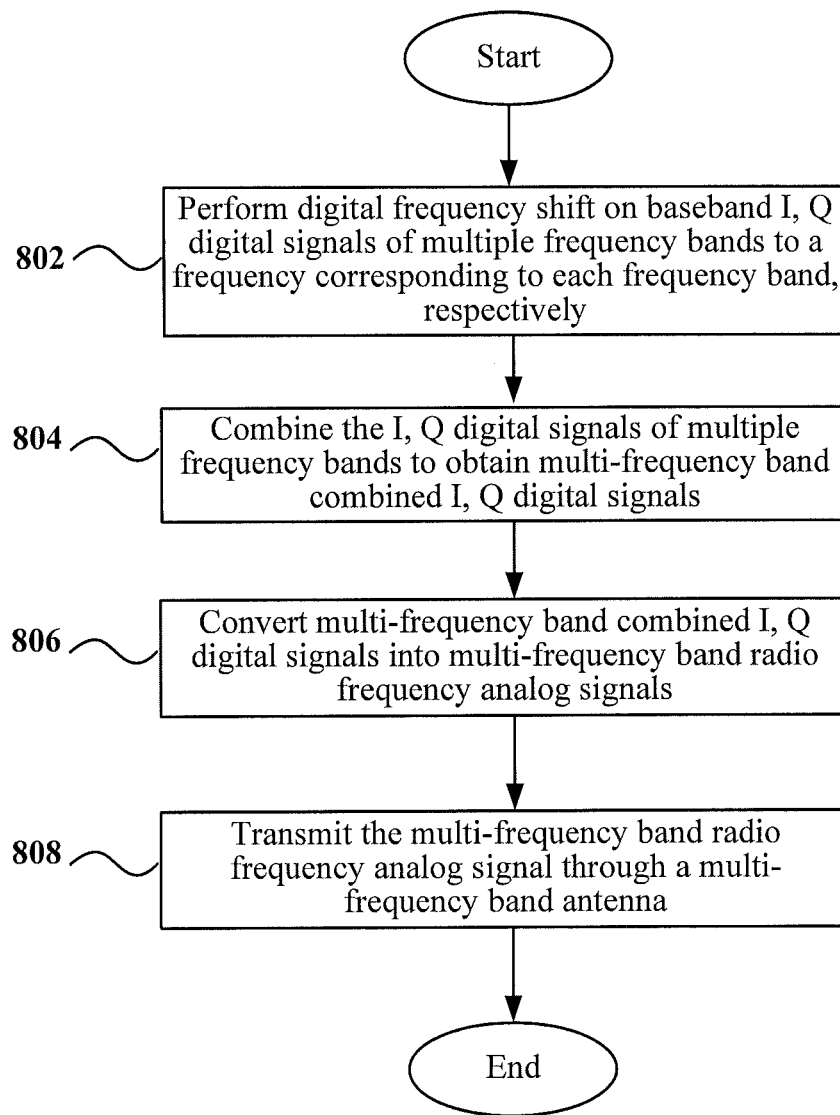 Start
802
Perform digital frequency shift on baseband I, Q
digital signals of multiple frequency bands to a
frequency corresponding to each frequency band,
respectively
804
Combine the I, Q digital signals of multiple
frequency bands to obtain multi-frequency band
combined I, Q digital signals
806
Convert multi-frequency band combined I, Q
digital signals into multi-frequency band radio
frequency analog signals
808
Transmit the multi-frequency band radio
frequency analog signal through a multi-
frequency band antenna
End